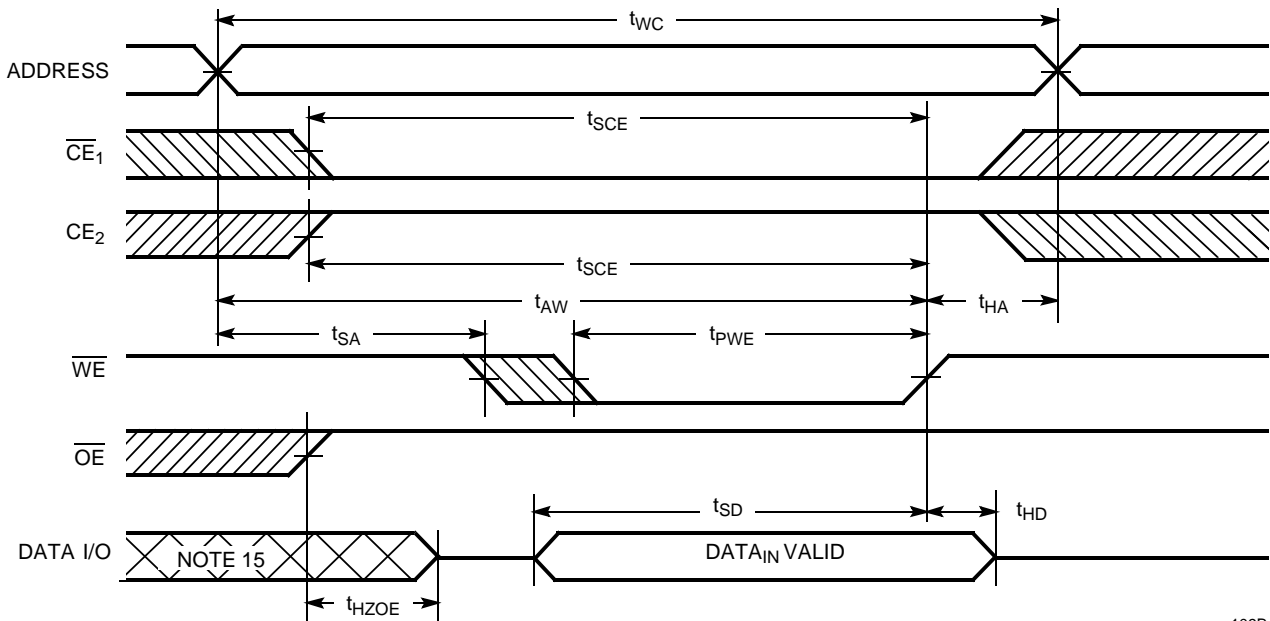 tWC
ADDRESS
tSCE
CE1
CE2
tSCE
tAW
tHA
tSA
tPWE
WE
OE
tSD
tHD
DATA I/O
NOTE 15
DATAIN VALID
tHZOE